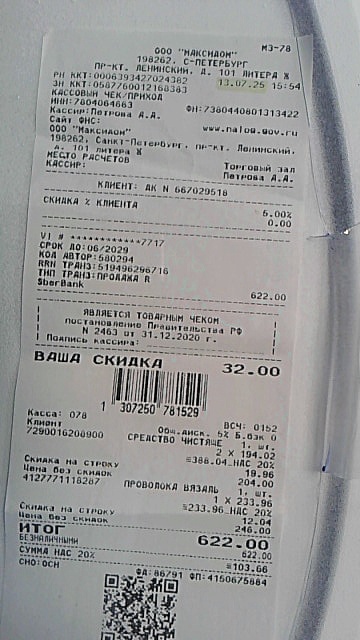 МЭ-78
ООО "МАКСИДОМ"
198262, С-ПЕТЕРБУРГ
ПР-КТ. ЛЕНИНСКИЙ, Д. 101 ЛИТЕРА Ж
РН ККТ:0006393427024382 13.07.25 15:54
ЗН ККТ:0587760012168383
КАССОВЫЙ ЧЕК/ПРИХОД
ИНН:7804064663 ФН:7380440801313422
Кассир:Петрова А.А.
Сайт ФНС: www.nalog.gov.ru
ООО "Максидом"
198262, Санкт-Петербург, пр-кт. Ленинский,
д. 101 литера Ж
МЕСТО РАСЧЕТОВ Торговый зал
КАССИР: Петрова А.А.
КЛИЕНТ: ДК N 667029518
СКИДКА % КЛИЕНТА 5.00%
0.00
VI # ************7717
СРОК ДО:06/2029
КОД АВТОР:580294
RRN ТРАНЗ:519496296716
ТИП ТРАНЗ:ПРОДАЖА R
SberBank 622.00
ЯВЛЯЕТСЯ ТОВАРНЫМ ЧЕКОМ
постановление Правительства РФ
N 2463 от 31.12.2020 г.
Подпись кассира:
ВАША СКИДКА 32.00
1 307250 781529
Касса: 078 ВСЧ: 0152
Клиент Общ.диск. 5% Б.вэк 0
7290016208900 СРЕДСТВО ЧИСТЯЩЕ 1, шт.
2 X 194.02
≡388.04 НДС 20%
Скидка на строку 19.96
Цена без скидок 204.00
4127771118287 ПРОВОЛОКА ВЯЗАЛЬ 1, шт.
1 X 233.96
≡233.96 НДС 20%
Скидка на строку 12.04
Цена без скидок 246.00
ИТОГ 622.00
БЕЗНАЛИЧНЫМИ 622.00
СУММА НДС 20% ≡103.66
СНО:ОСН
ФД:86791 ФП:4150675884